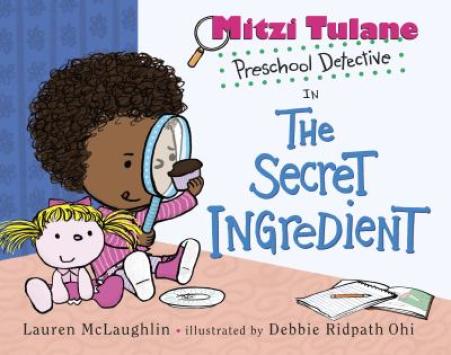 Mitzi Tulane
Preschool Detective
IN
The
Secret
Ingredient
Lauren McLaughlin • illustrated by Debbie Ridpath Ohi